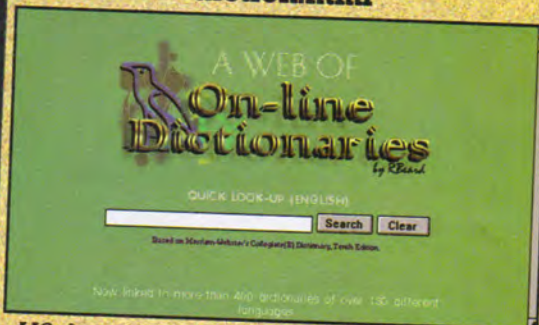 A WEB OF
On-line
Dictionaries
by RBeard
QUICK LOOK-UP (ENGLISH)
Search Clear
Based on Merriam-Webster's Collegiate(R) Dictionary, Tenth Edition.
Now linked to more than 400 dictionaries of over 130 different
languages